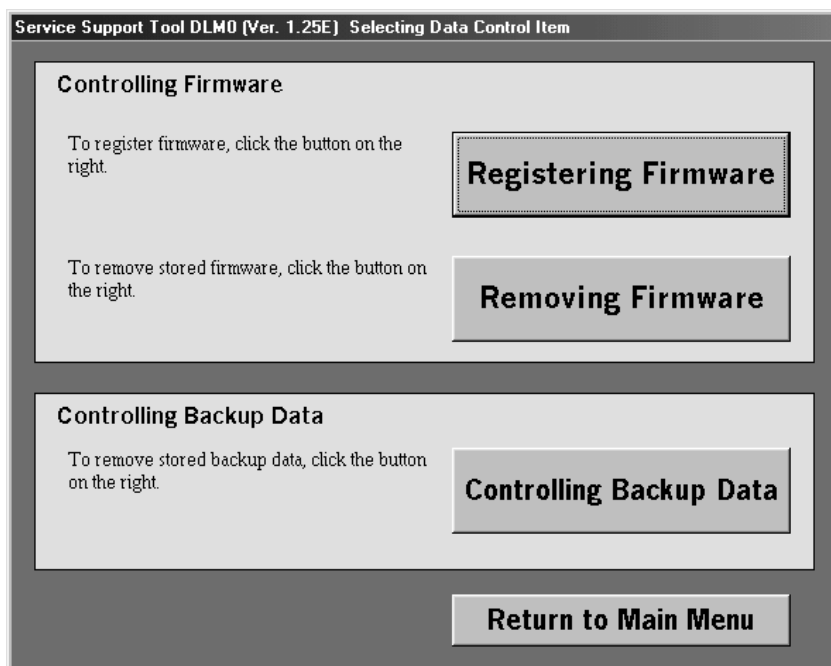 Service Support Tool DLM0 (Ver. 1.25E) Selecting Data Control Item
Controlling Firmware
To register firmware, click the button on the
right.
Registering Firmware
To remove stored firmware, click the button on
the right.
Removing Firmware
Controlling Backup Data
To remove stored backup data, click the button
on the right.
Controlling Backup Data
Return to Main Menu